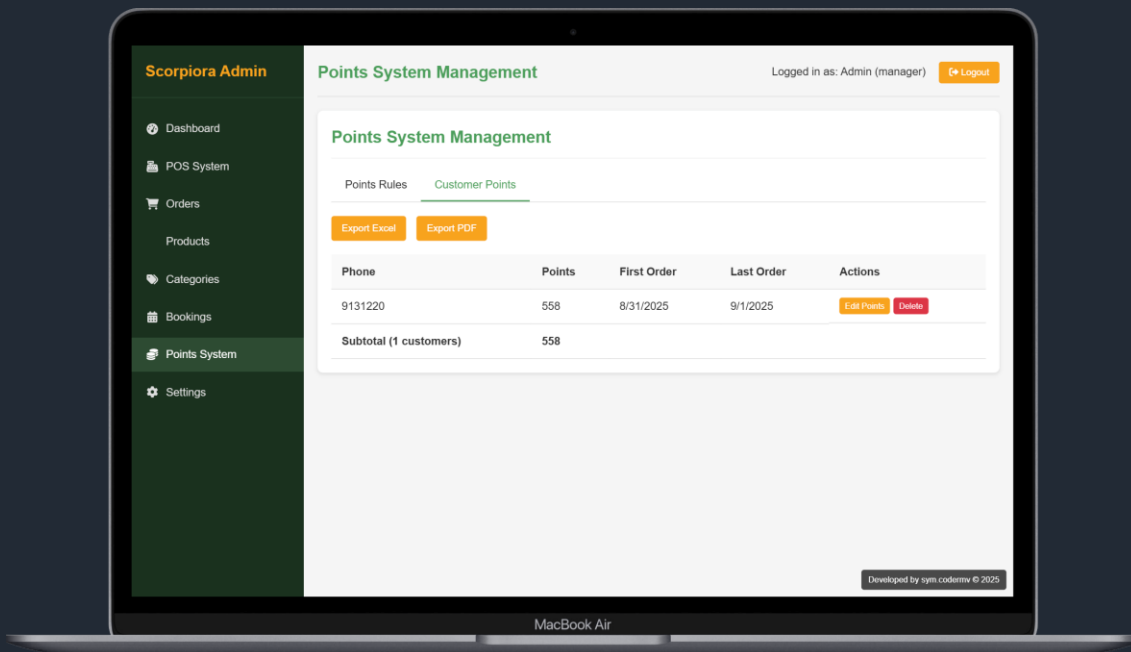 Scorpiora Admin
Dashboard
POS System
Orders
Products
Categories
Bookings
Points System
Settings
Points System Management
Logged in as: Admin (manager)
Logout
Points System Management
Points Rules Customer Points
Export Excel Export PDF
Phone Points First Order Last Order Actions
9131220 558 8/31/2025 9/1/2025 Edit Points Delete
Subtotal (1 customers) 558
Developed by sym.codermv © 2025
MacBook Air